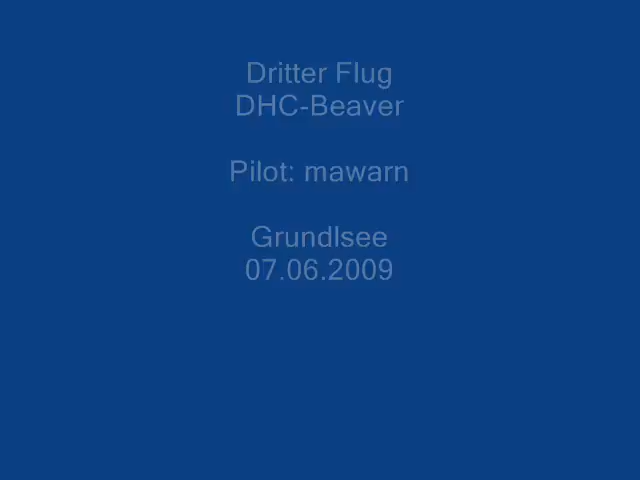 Dritter Flug
DHC-Beaver
Pilot: mawarn
Grundlsee
07.06.2009